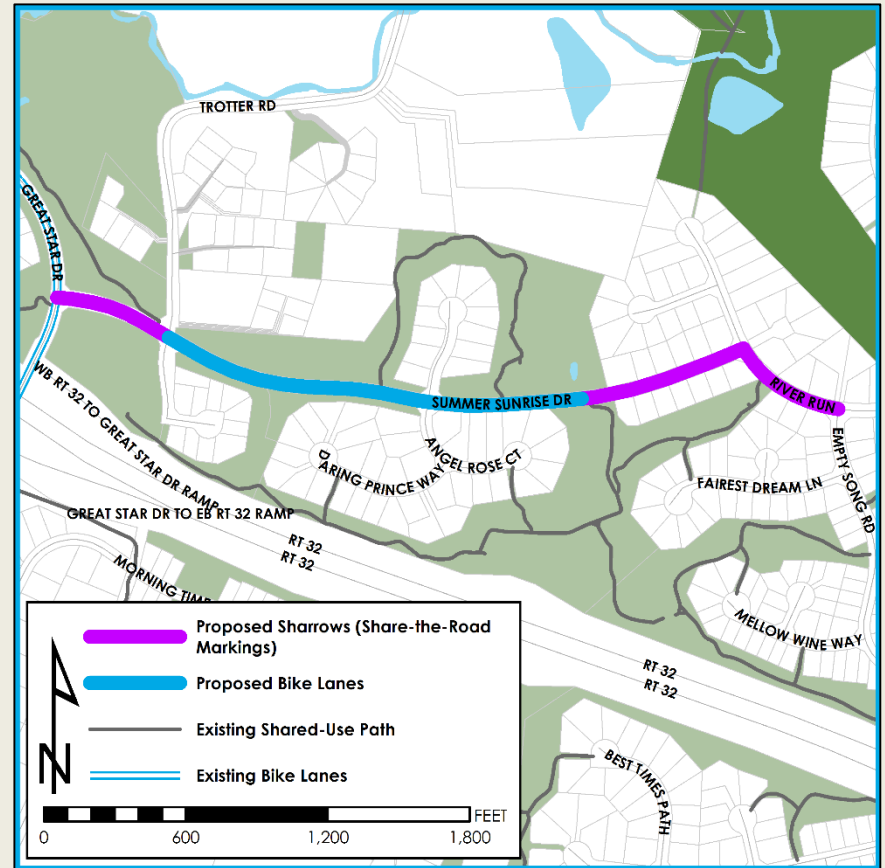 TROTTER RD
GREAT STAR DR
WB RT 32 TO GREAT STAR DR RAMP
SUMMER SUNRISE DR
RIVER RUN
DARING PRINCE WAY
ANGEL ROSE CT
FAIREST DREAM LN
EMPTY SONG RD
GREAT STAR DR TO EB RT 32 RAMP
RT 32
RT 32
MORNING TIME
MELLOW WINE WAY
RT 32
RT 32
BEST TIMES PATH
Proposed Sharrows (Share-the-Road
Markings)
Proposed Bike Lanes
Existing Shared-Use Path
Existing Bike Lanes
N
FEET
0 600 1,200 1,800